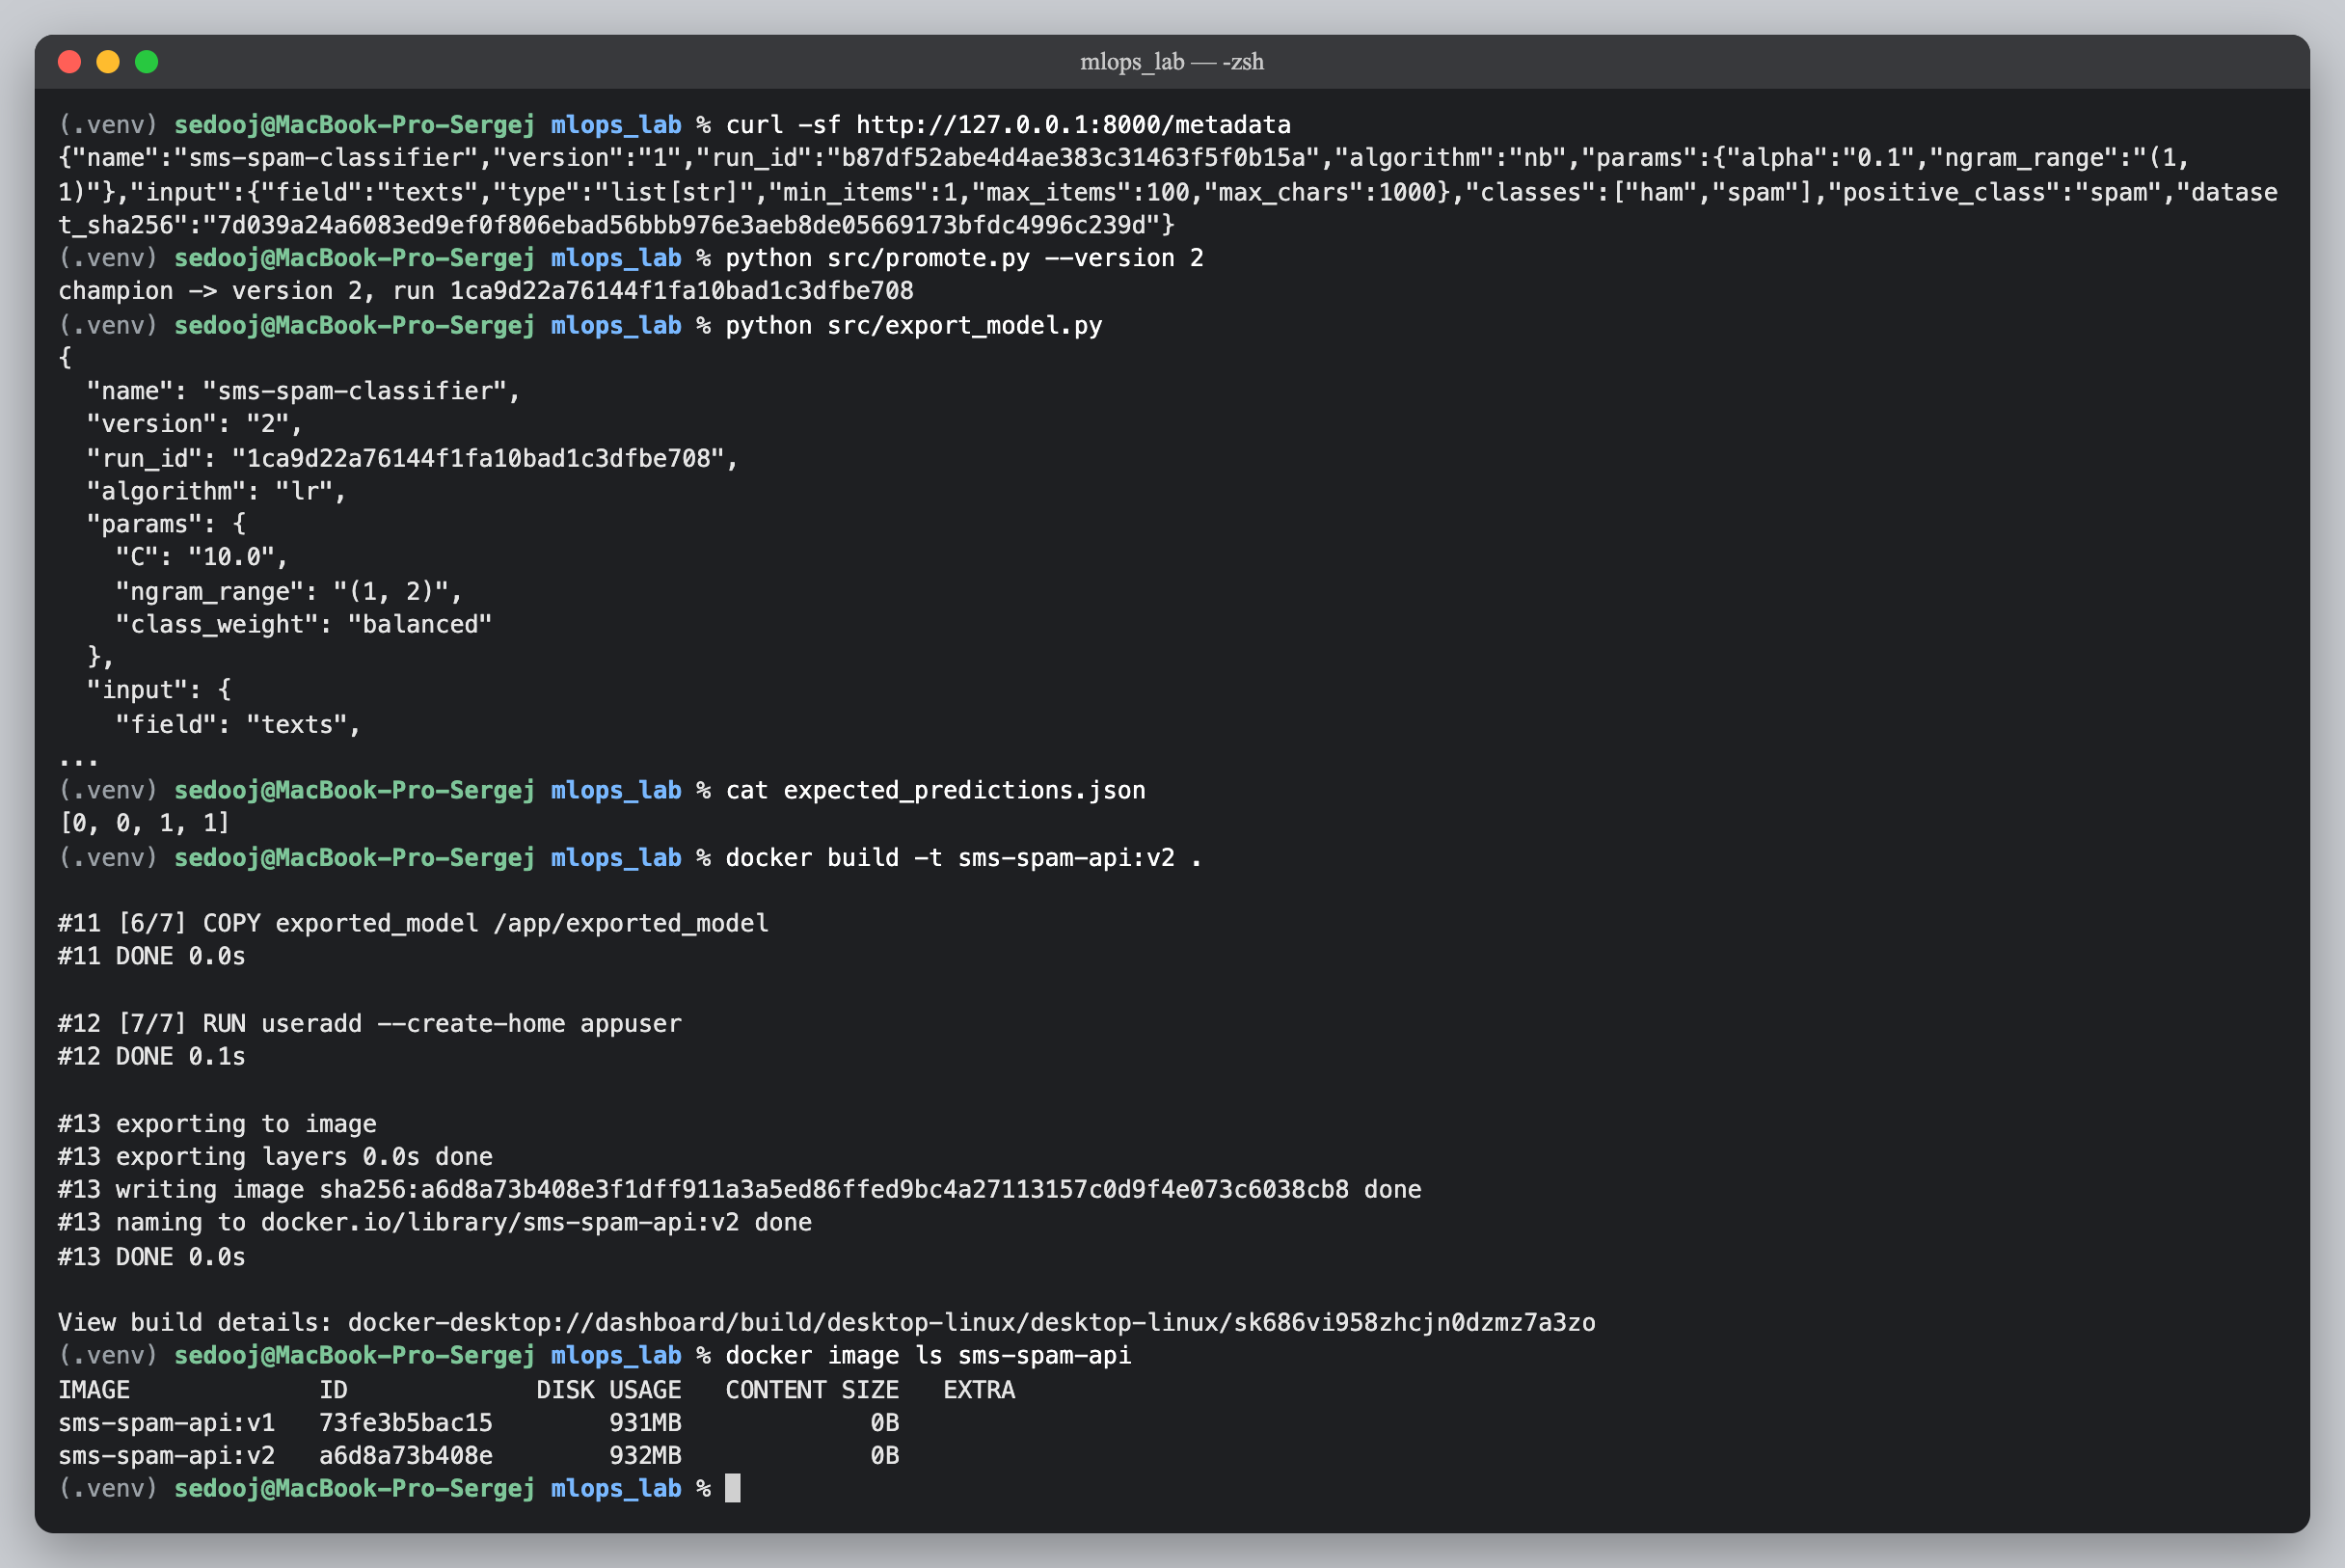 mlops_lab — -zsh
(.venv) sedooj@MacBook-Pro-Sergej mlops_lab % curl -sf http://127.0.0.1:8000/metadata
{"name":"sms-spam-classifier","version":"1","run_id":"b87df52abe4d4ae383c31463f5f0b15a","algorithm":"nb","params":{"alpha":"0.1","ngram_range":"(1,
1)"},"input":{"field":"texts","type":"list[str]","min_items":1,"max_items":100,"max_chars":1000},"classes":["ham","spam"],"positive_class":"spam","datase
t_sha256":"7d039a24a6083ed9ef0f806ebad56bbb976e3aeb8de05669173bfdc4996c239d"}
(.venv) sedooj@MacBook-Pro-Sergej mlops_lab % python src/promote.py --version 2
champion -> version 2, run 1ca9d22a76144f1fa10bad1c3dfbe708
(.venv) sedooj@MacBook-Pro-Sergej mlops_lab % python src/export_model.py
{
  "name": "sms-spam-classifier",
  "version": "2",
  "run_id": "1ca9d22a76144f1fa10bad1c3dfbe708",
  "algorithm": "lr",
  "params": {
    "C": "10.0",
    "ngram_range": "(1, 2)",
    "class_weight": "balanced"
  },
  "input": {
    "field": "texts",
...
(.venv) sedooj@MacBook-Pro-Sergej mlops_lab % cat expected_predictions.json
[0, 0, 1, 1]
(.venv) sedooj@MacBook-Pro-Sergej mlops_lab % docker build -t sms-spam-api:v2 .
#11 [6/7] COPY exported_model /app/exported_model
#11 DONE 0.0s
#12 [7/7] RUN useradd --create-home appuser
#12 DONE 0.1s
#13 exporting to image
#13 exporting layers 0.0s done
#13 writing image sha256:a6d8a73b408e3f1dff911a3a5ed86ffed9bc4a27113157c0d9f4e073c6038cb8 done
#13 naming to docker.io/library/sms-spam-api:v2 done
#13 DONE 0.0s
View build details: docker-desktop://dashboard/build/desktop-linux/desktop-linux/sk686vi958zhcjn0dzmz7a3zo
(.venv) sedooj@MacBook-Pro-Sergej mlops_lab % docker image ls sms-spam-api
IMAGE             ID             DISK USAGE   CONTENT SIZE   EXTRA
sms-spam-api:v1   73fe3b5bac15        931MB             0B
sms-spam-api:v2   a6d8a73b408e        932MB             0B
(.venv) sedooj@MacBook-Pro-Sergej mlops_lab %